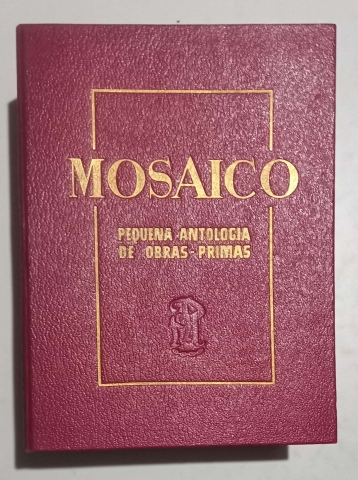 MOSAICO
PEQUENA ANTOLOGIA
DE OBRAS-PRIMAS